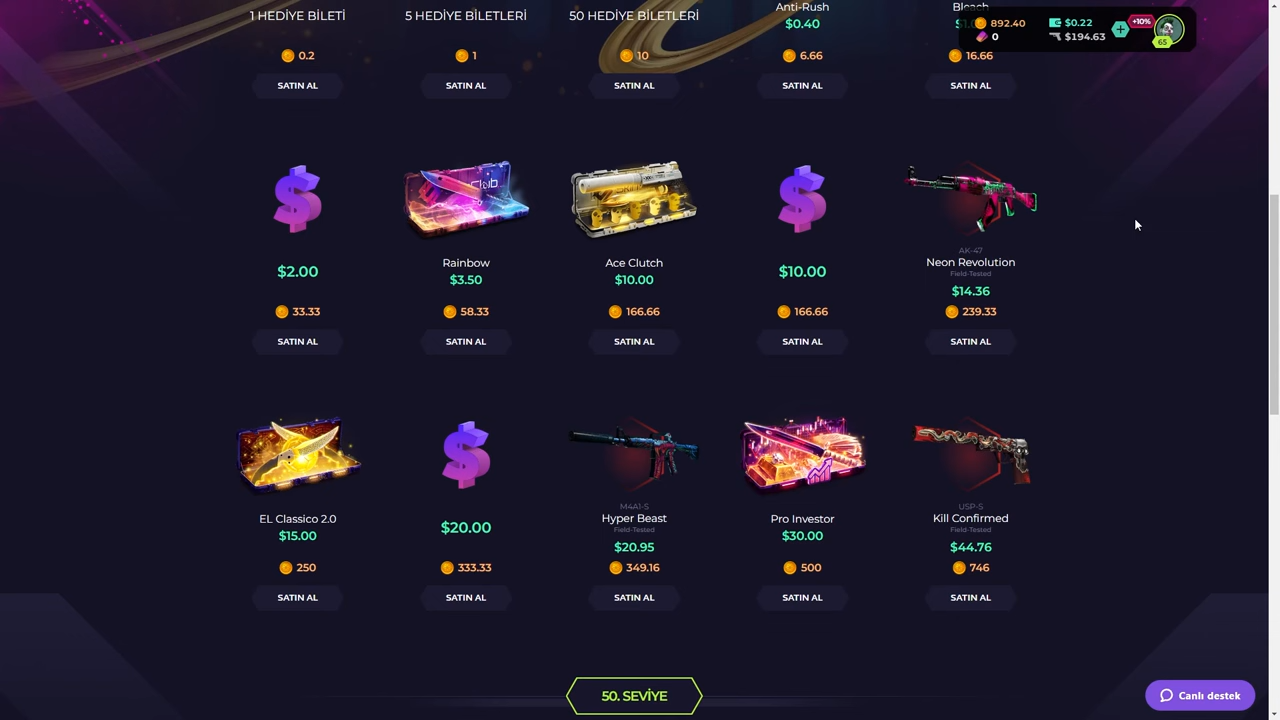 1 HEDİYE BİLETİ
0.2
SATIN AL
5 HEDİYE BİLETLERİ
1
SATIN AL
50 HEDİYE BİLETLERİ
10
SATIN AL
Anti-Rush
$0.40
6.66
SATIN AL
Bleach
16.66
SATIN AL
892.40
0
$0.22
$194.63
+10%
65
$2.00
33.33
SATIN AL
Rainbow
$3.50
58.33
SATIN AL
Ace Clutch
$10.00
166.66
SATIN AL
$10.00
166.66
SATIN AL
AK-47
Neon Revolution
Field-Tested
$14.36
239.33
SATIN AL
EL Classico 2.0
$15.00
250
SATIN AL
$20.00
333.33
SATIN AL
M4A1-S
Hyper Beast
Field-Tested
$20.95
349.16
SATIN AL
Pro Investor
$30.00
500
SATIN AL
USP-S
Kill Confirmed
Field-Tested
$44.76
746
SATIN AL
50. SEVİYE
Canlı destek